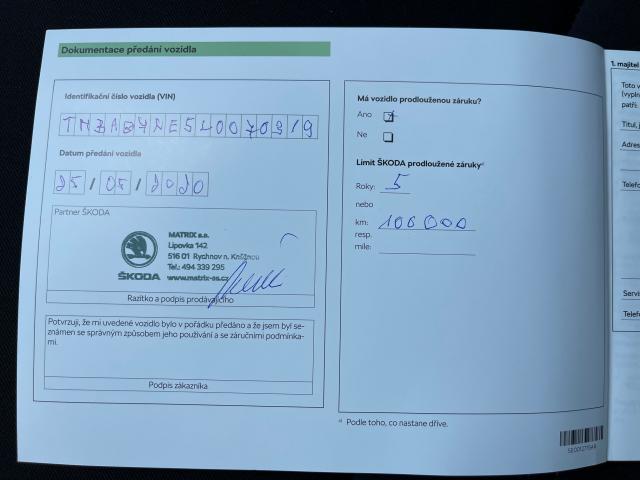 Dokumentace předání vozidla
Identifikační číslo vozidla (VIN)
Datum předání vozidla
25 / 05 / 2020
Partner ŠKODA
MATRIX a.s.
Lipovka 142
516 01 Rychnov n. Kněžnou
Tel.: 494 339 295
ŠKODA www.matrix-as.cz
Razítko a podpis prodávajícího
Potvrzuji, že mi uvedené vozidlo bylo v pořádku předáno a že jsem byl se-
známen se správným způsobem jeho používání a se záručními podmínka-
mi.
Podpis zákazníka
Má vozidlo prodlouženou záruku?
Ano
Ne
Limit ŠKODA prodloužené záruky a)
Roky: 5
nebo
km: 100 000
resp.
míle:
a) Podle toho, co nastane dříve.
1. majitel
Toto v
(vypln
patří:
Titul, j
Adres
Telefo
Servi
Telef